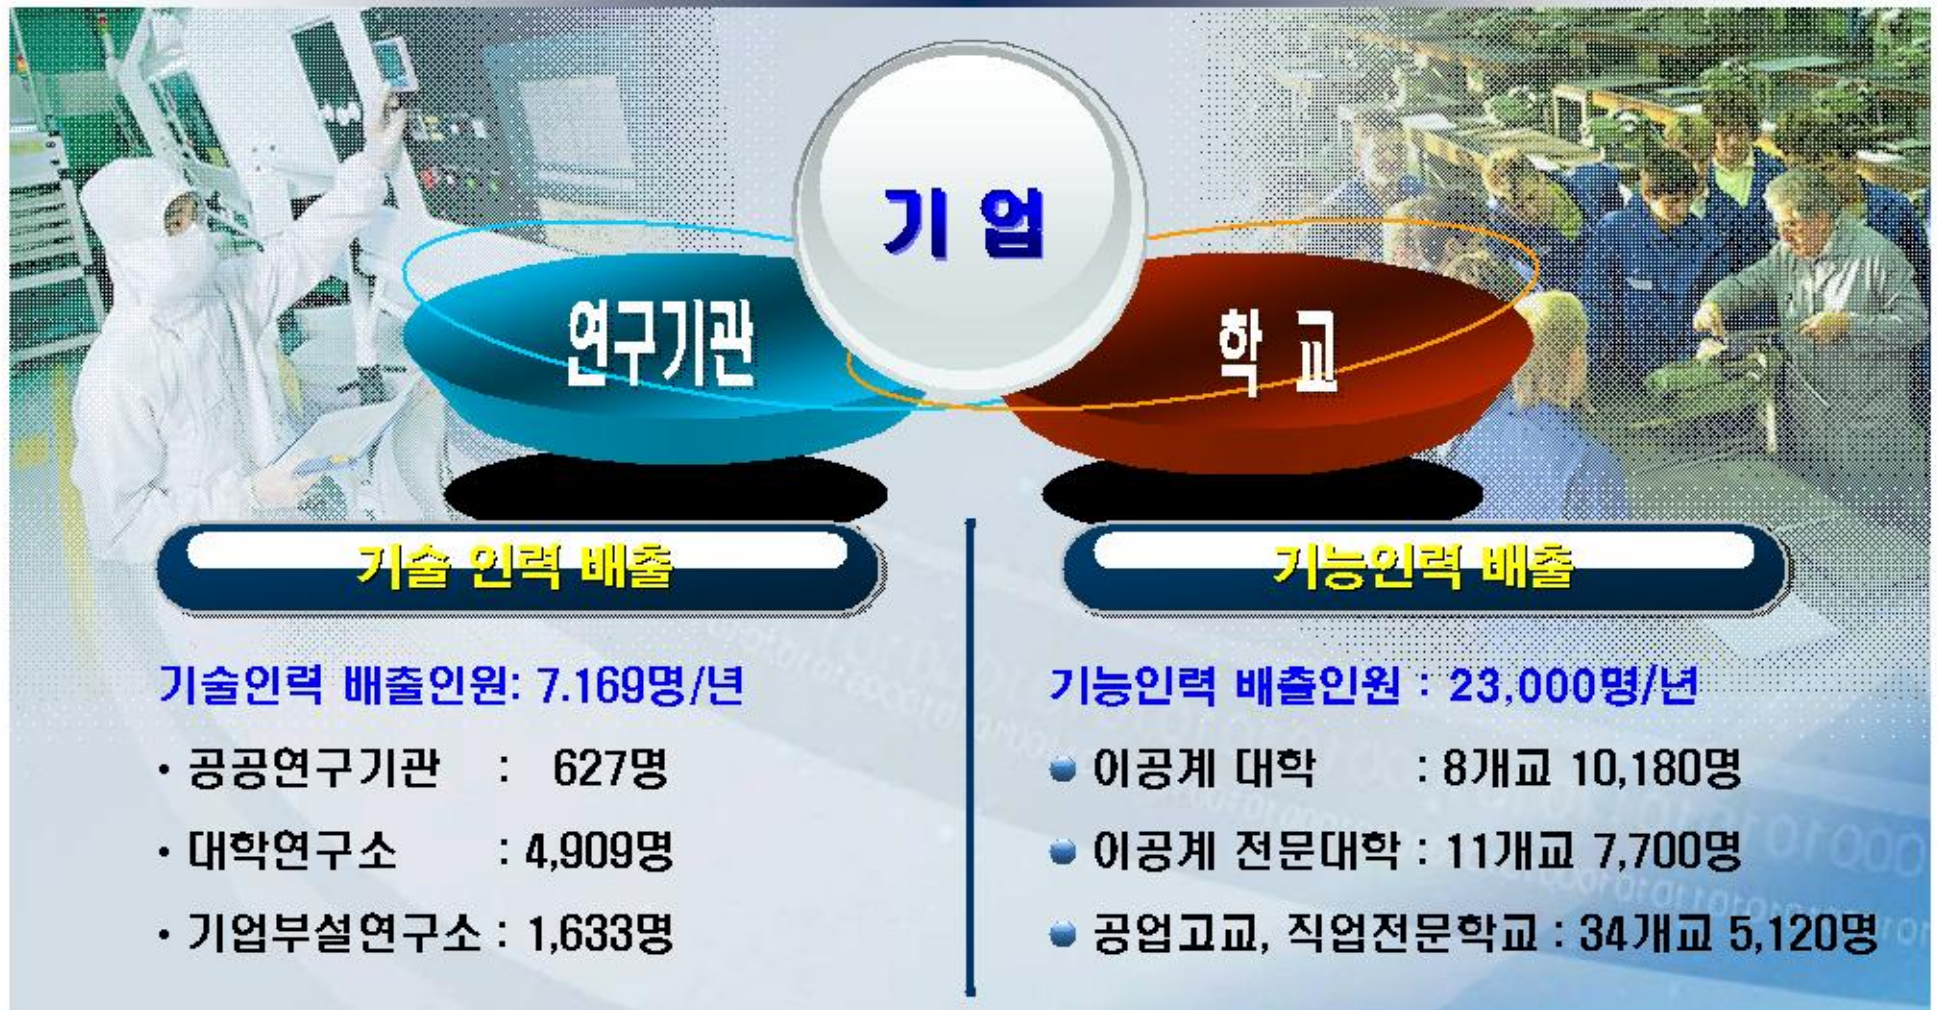 기 업
연구기관
학 교
기술 인력 배출
기술인력 배출인원: 7.169명/년
· 공공연구기관 : 627명
· 대학연구소 : 4,909명
· 기업부설연구소 : 1,633명
기능인력 배출
기능인력 배출인원 : 23,000명/년
이공계 대학 : 8개교 10,180명
이공계 전문대학 : 11개교 7,700명
공업고교, 직업전문학교 : 34개교 5,120명